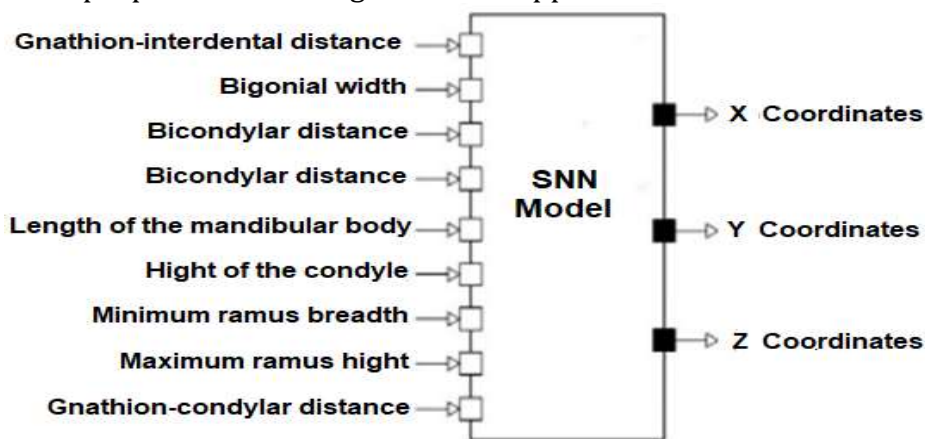 Gnathion-interdental distance
Bigonial width
Bicondylar distance
Bicondylar distance
Length of the mandibular body
Hight of the condyle
Minimum ramus breadth
Maximum ramus hight
Gnathion-condylar distance
SNN
Model
X Coordinates
Y Coordinates
Z Coordinates